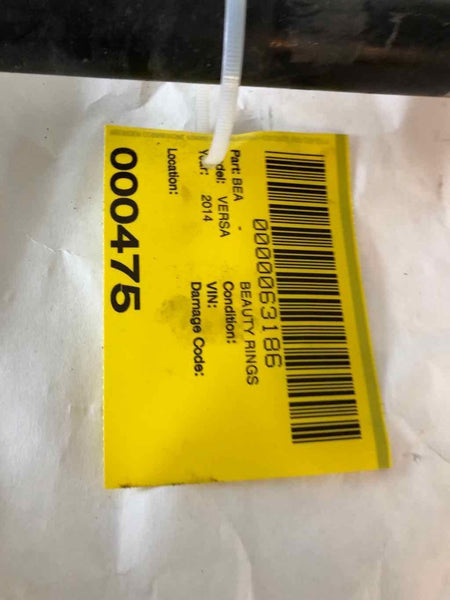 0000063186
Part: BEA - BEAUTY RINGS
del: VERSA Condition:
Year: 2014 VIN:
Damage Code:
Location:
000475